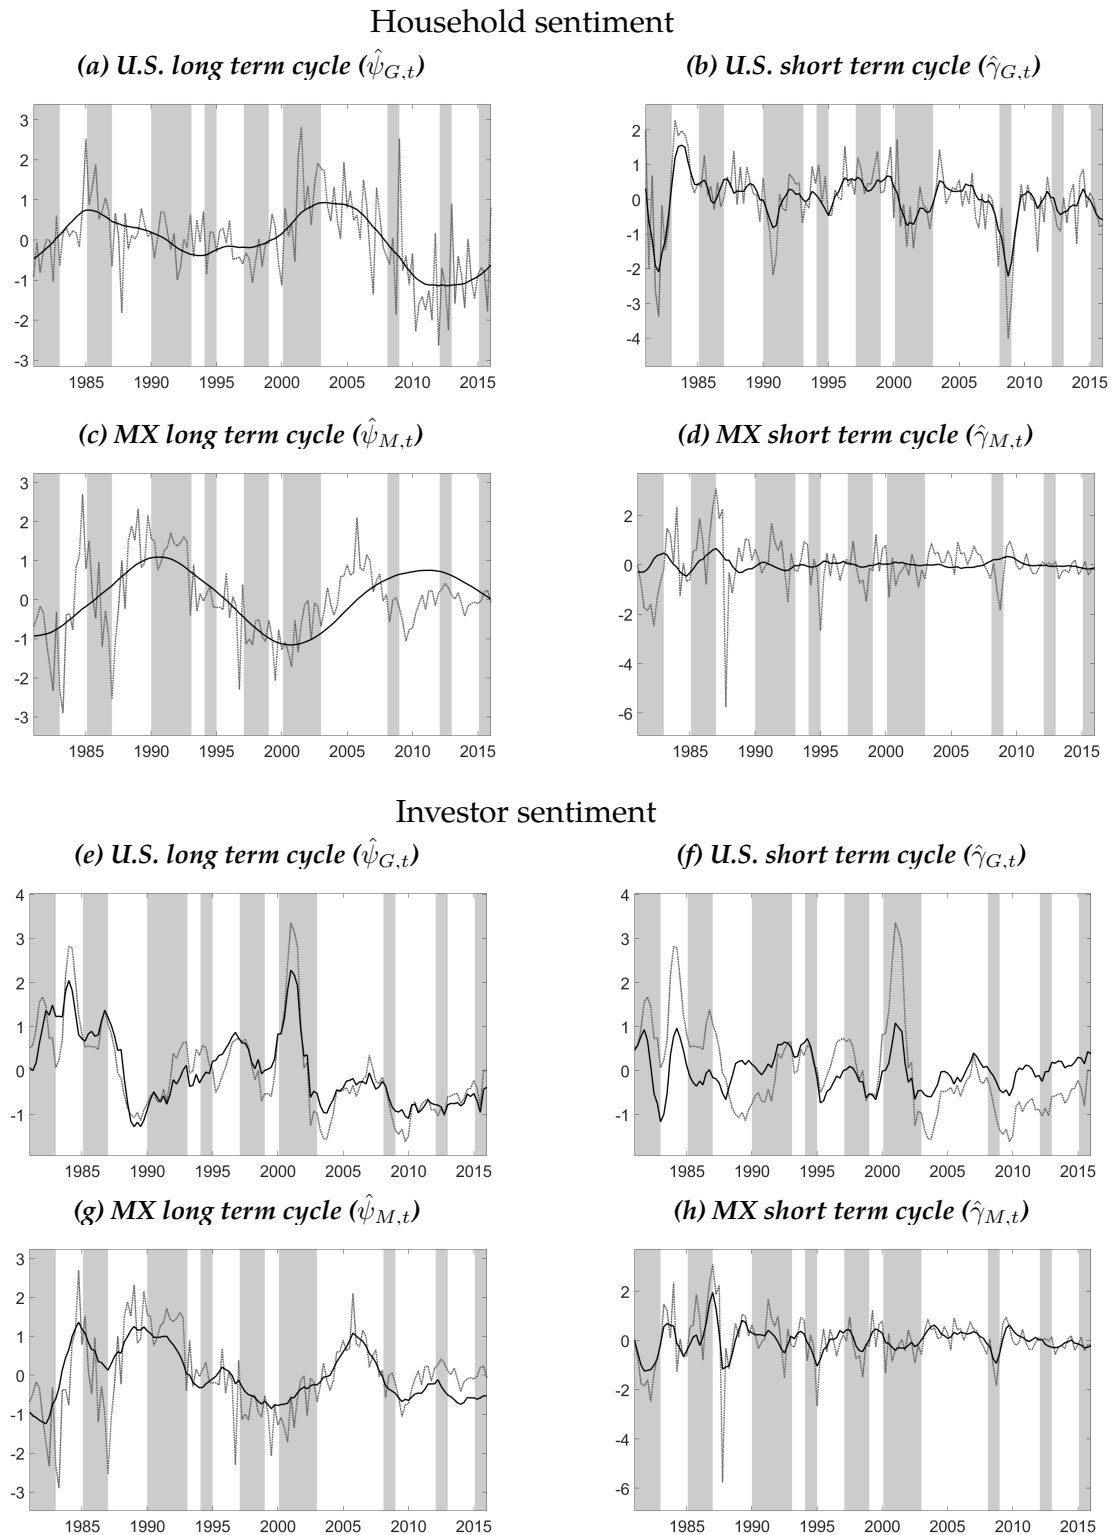 Household sentiment
(a) U.S. long term cycle (ψ̂G,t)
(b) U.S. short term cycle (γ̂G,t)
3
2
1
0
-1
-2
-3
1985 1990 1995 2000 2005 2010 2015
2
1
0
-1
-2
-3
-4
1985 1990 1995 2000 2005 2010 2015
(c) MX long term cycle (ψ̂M,t)
(d) MX short term cycle (γ̂M,t)
3
2
1
0
-1
-2
-3
1985 1990 1995 2000 2005 2010 2015
2
0
-2
-4
-6
1985 1990 1995 2000 2005 2010 2015
Investor sentiment
(e) U.S. long term cycle (ψ̂G,t)
(f) U.S. short term cycle (γ̂G,t)
4
3
2
1
0
-1
1985 1990 1995 2000 2005 2010 2015
4
3
2
1
0
-1
1985 1990 1995 2000 2005 2010 2015
(g) MX long term cycle (ψ̂M,t)
(h) MX short term cycle (γ̂M,t)
3
2
1
0
-1
-2
-3
1985 1990 1995 2000 2005 2010 2015
2
0
-2
-4
-6
1985 1990 1995 2000 2005 2010 2015